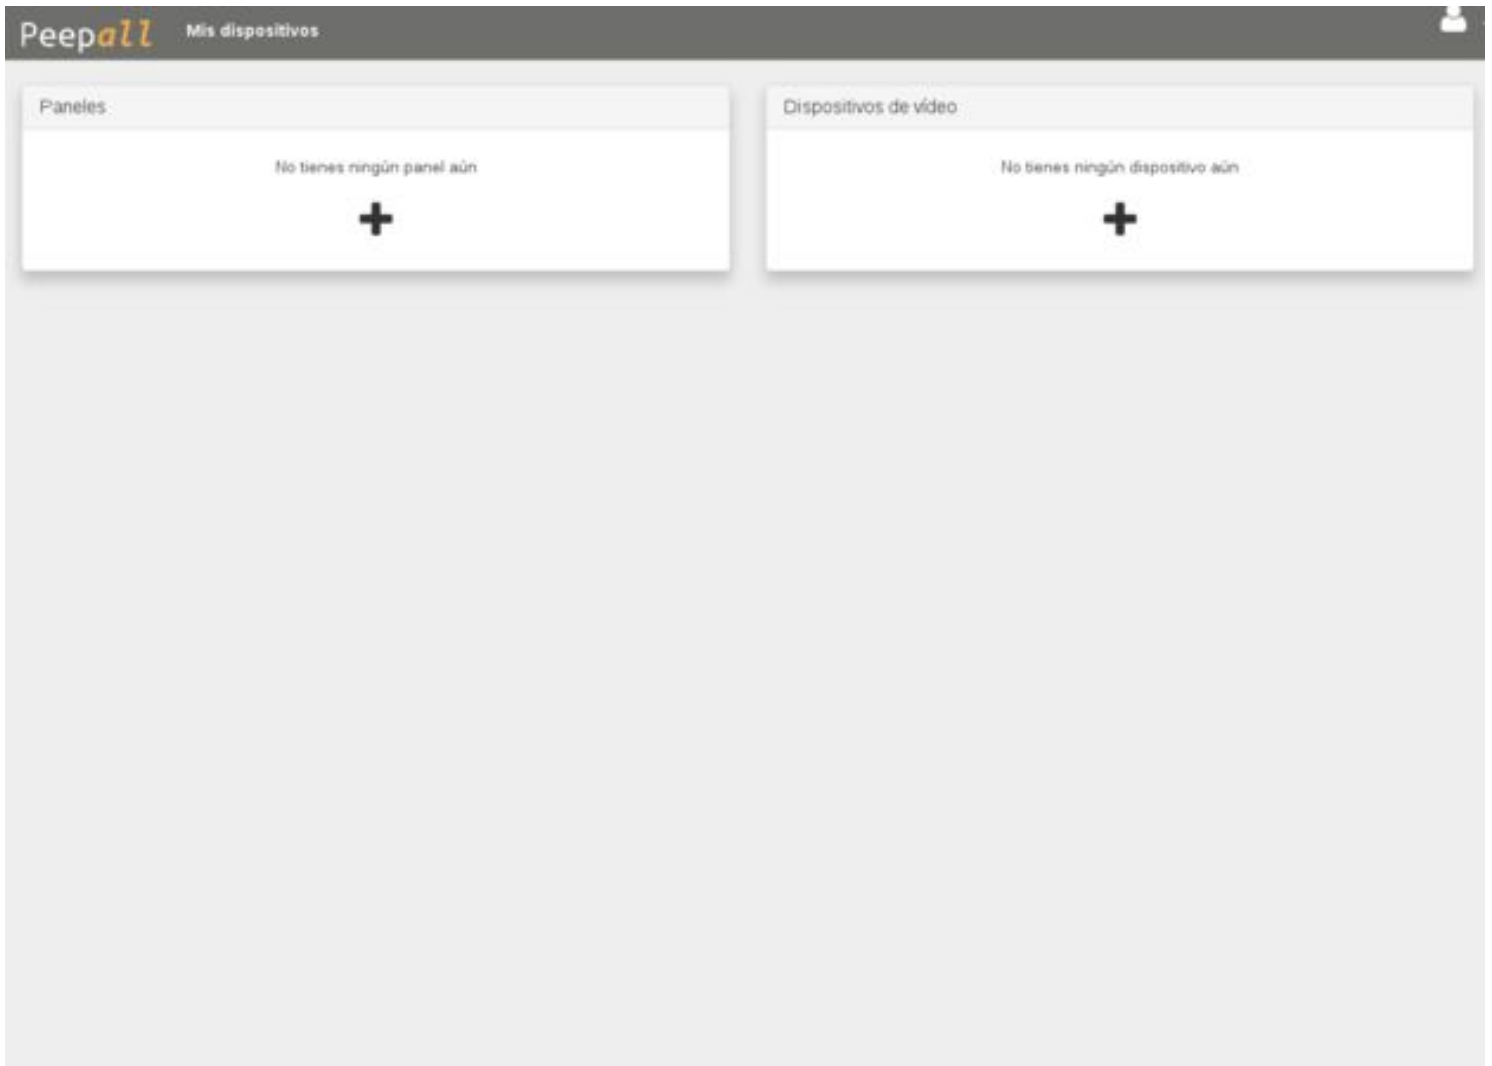 Peepall
Mis dispositivos
Paneles
No tienes ningún panel aún
Dispositivos de vídeo
No tienes ningún dispositivo aún